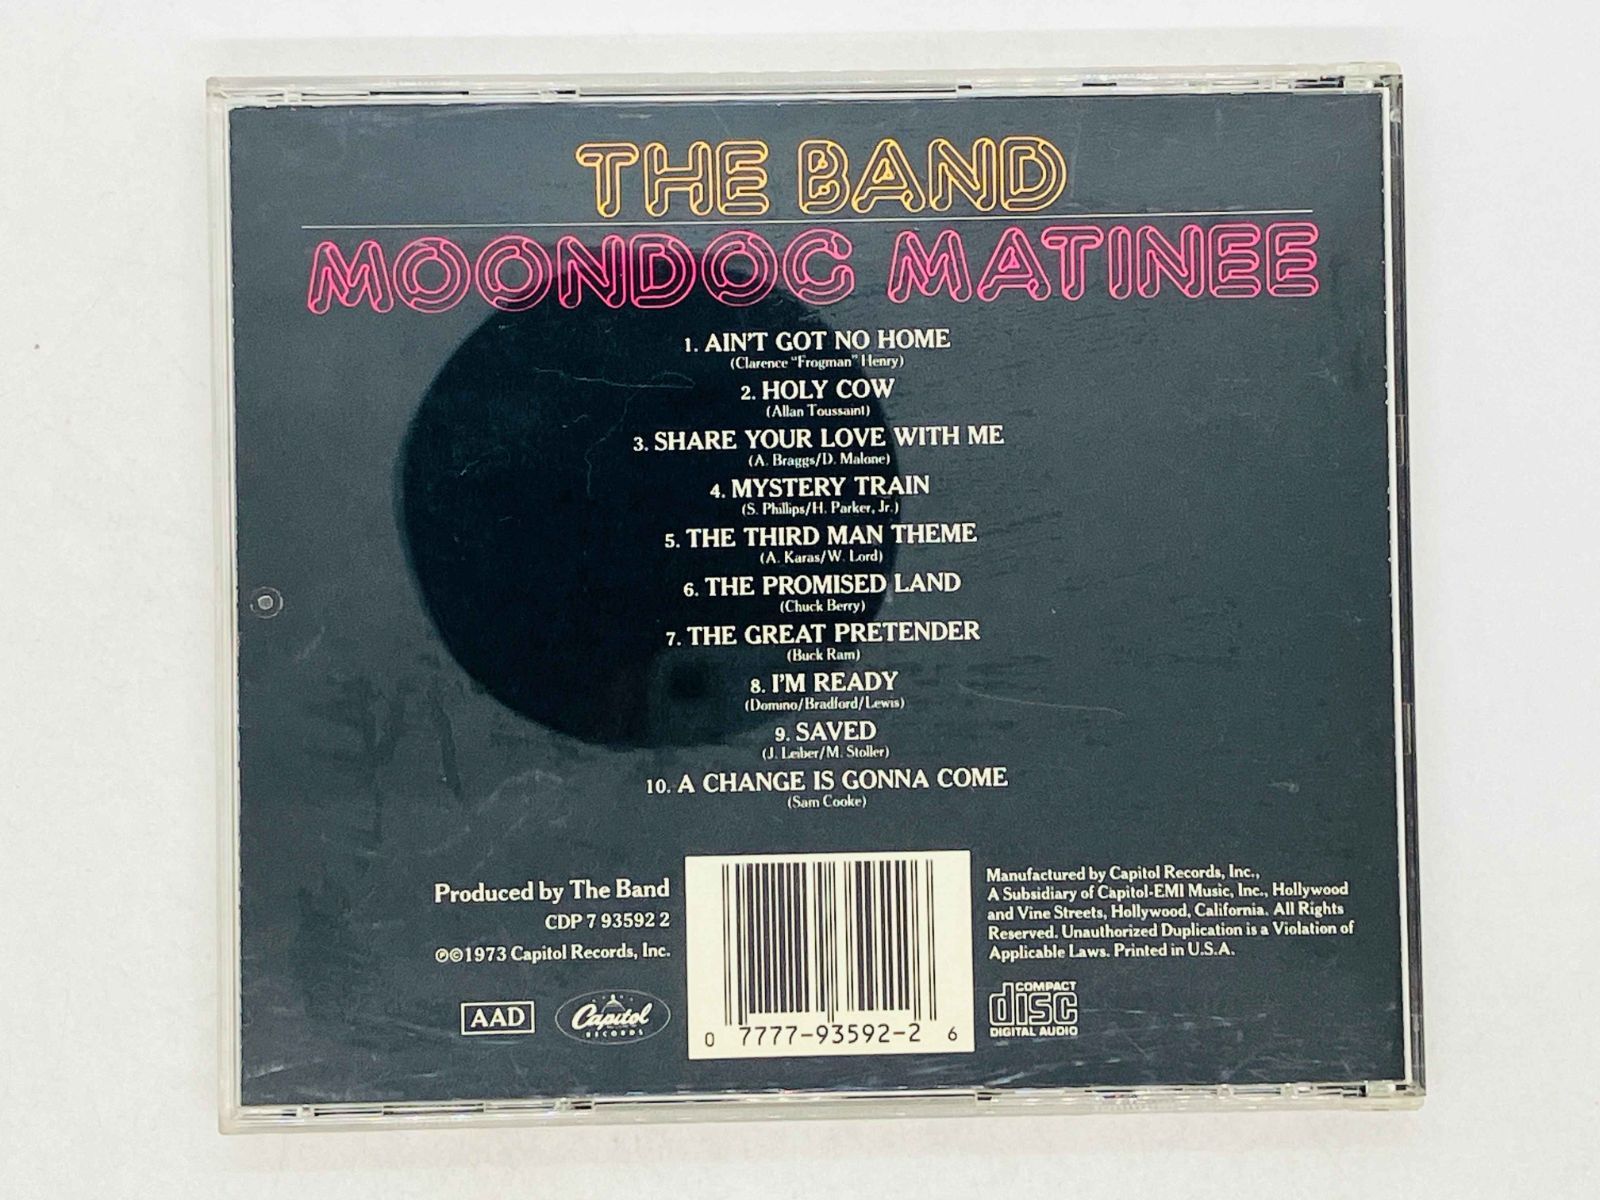 THE BAND
MOONDOG MATINEE
1. AIN'T GOT NO HOME
(Clarence "Frogman" Henry)
2. HOLY COW
(Allan Toussaint)
3. SHARE YOUR LOVE WITH ME
(A. Braggs/D. Malone)
4. MYSTERY TRAIN
(S. Phillips/H. Parker, Jr.)
5. THE THIRD MAN THEME
(A. Karas/W. Lord)
6. THE PROMISED LAND
(Chuck Berry)
7. THE GREAT PRETENDER
(Buck Ram)
8. I'M READY
(Domino/Bradford/Lewis)
9. SAVED
(J. Leiber/M. Stoller)
10. A CHANGE IS GONNA COME
(Sam Cooke)
Produced by The Band
CDP 7 93592 2
℗©1973 Capitol Records, Inc.
AAD
Capitol
RECORDS
0 7777-93592-2 6
Manufactured by Capitol Records, Inc.,
A Subsidiary of Capitol-EMI Music, Inc., Hollywood
and Vine Streets, Hollywood, California. All Rights
Reserved. Unauthorized Duplication is a Violation of
Applicable Laws. Printed in U.S.A.
COMPACT
disc
DIGITAL AUDIO